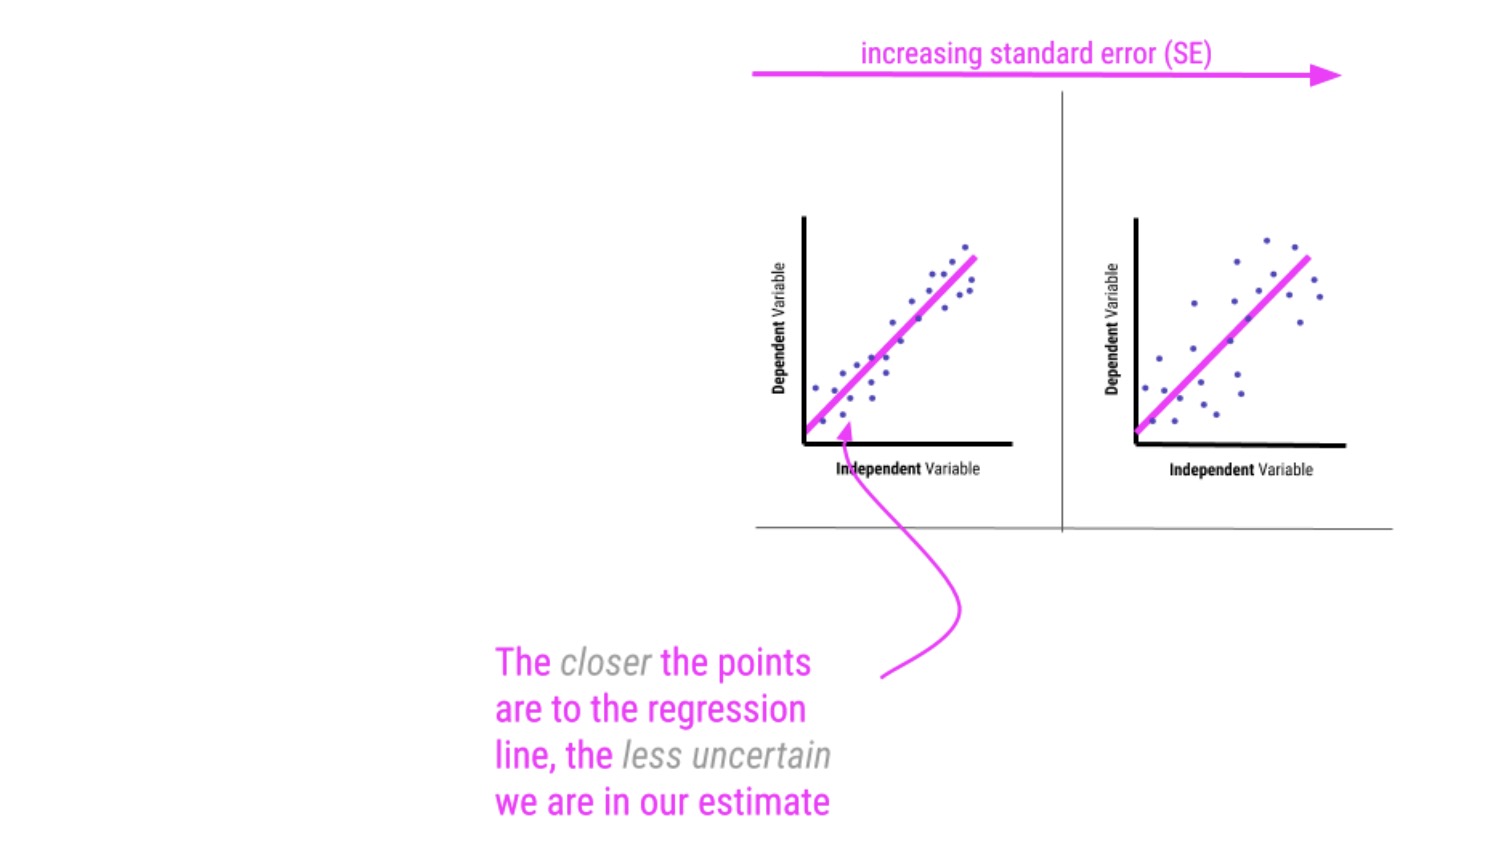 increasing standard error (SE)
Dependent Variable
Independent Variable
Dependent Variable
Independent Variable
The closer the points
are to the regression
line, the less uncertain
we are in our estimate